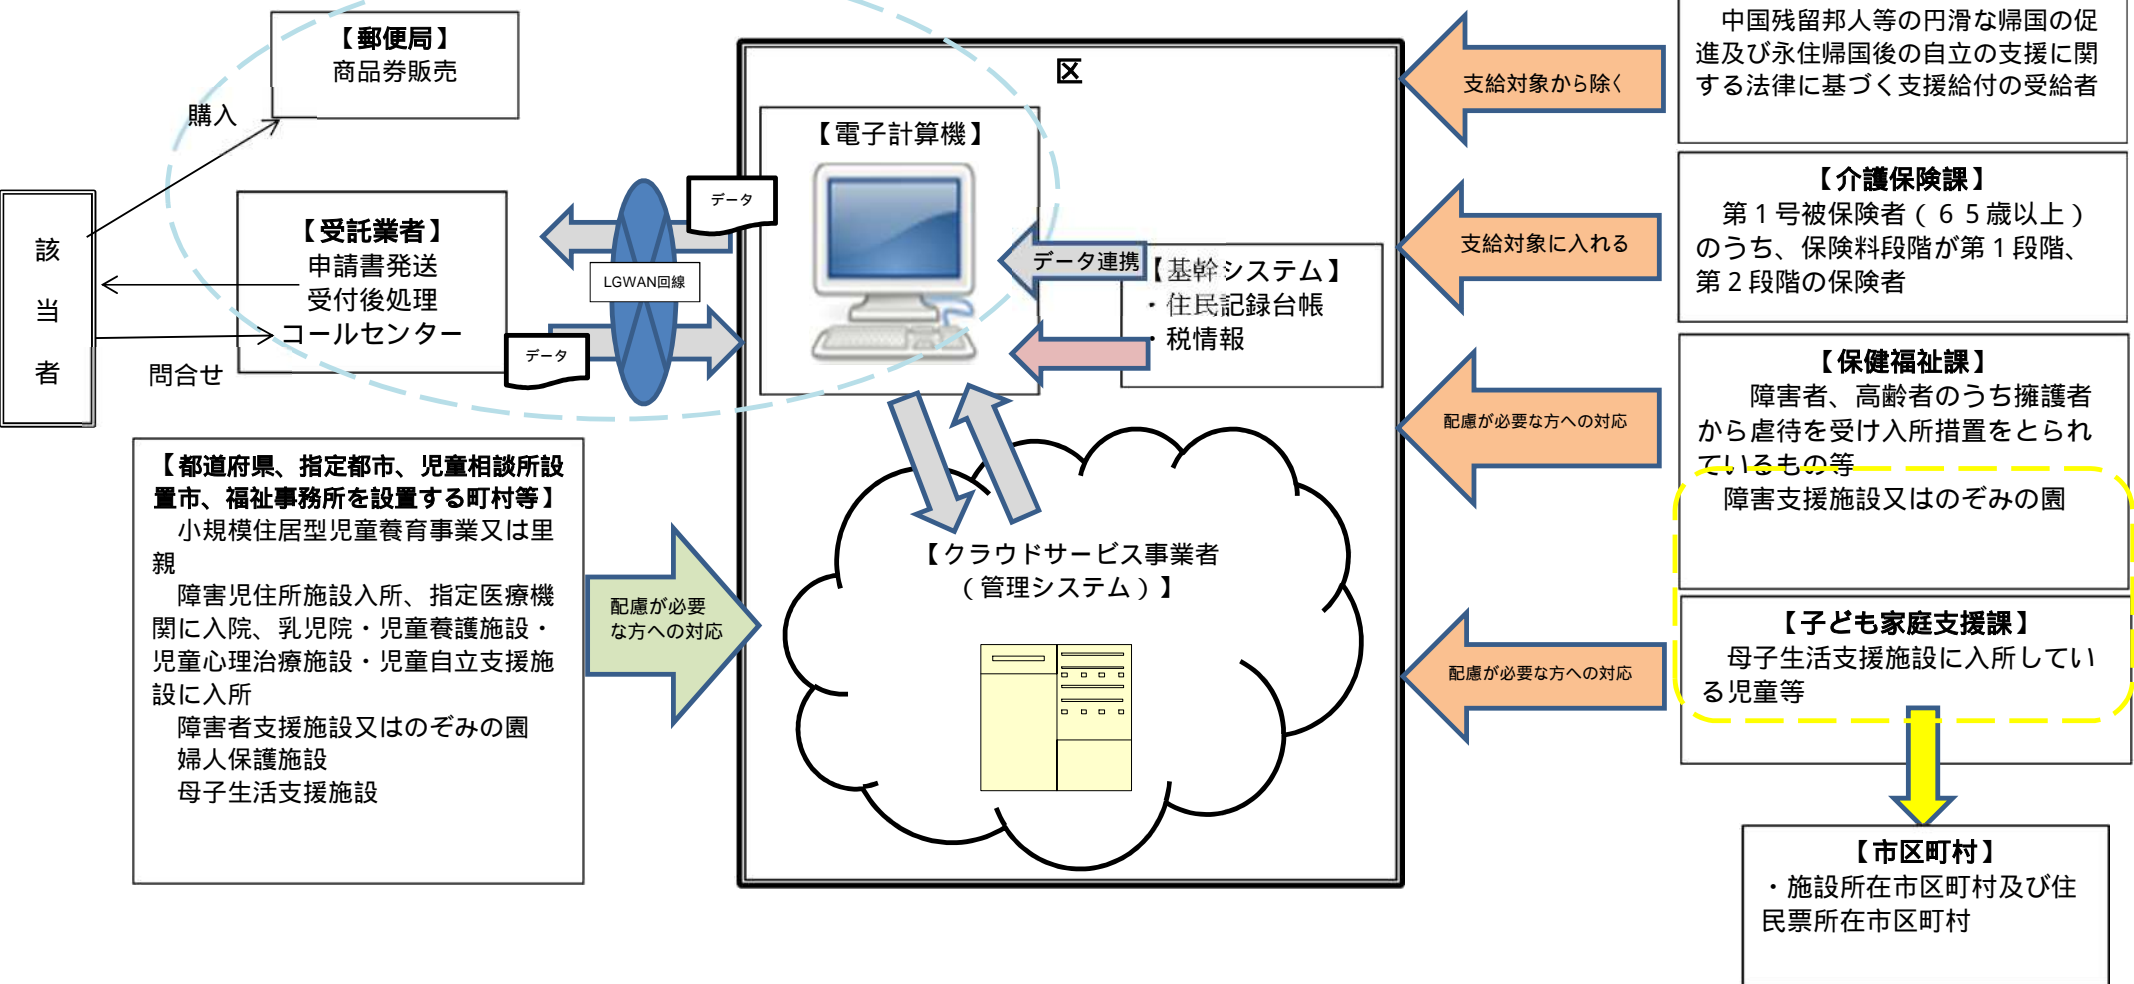 【郵便局】
商品券販売
購入
該
当
者
【受託業者】
申請書発送
受付後処理
コールセンター
問合せ
データ
LGWAN回線
データ
区
【電子計算機】
データ連携
【基幹システム】
・住民記録台帳
・税情報
【クラウドサービス事業者
（管理システム）】
【都道府県、指定都市、児童相談所設
置市、福祉事務所を設置する町村等】
小規模住居型児童養育事業又は里
親
障害児住所施設入所、指定医療機
関に入院、乳児院・児童養護施設・
児童心理治療施設・児童自立支援施
設に入所
障害者支援施設又はのぞみの園
婦人保護施設
母子生活支援施設
配慮が必要
な方への対応
支給対象から除く
中国残留邦人等の円滑な帰国の促
進及び永住帰国後の自立の支援に関
する法律に基づく支援給付の受給者
支給対象に入れる
【介護保険課】
第１号被保険者（６５歳以上）
のうち、保険料段階が第１段階、
第２段階の保険者
配慮が必要な方への対応
【保健福祉課】
障害者、高齢者のうち擁護者
から虐待を受け入所措置をとられ
ているもの等
障害支援施設又はのぞみの園
配慮が必要な方への対応
【子ども家庭支援課】
母子生活支援施設に入所してい
る児童等
【市区町村】
・施設所在市区町村及び住
民票所在市区町村